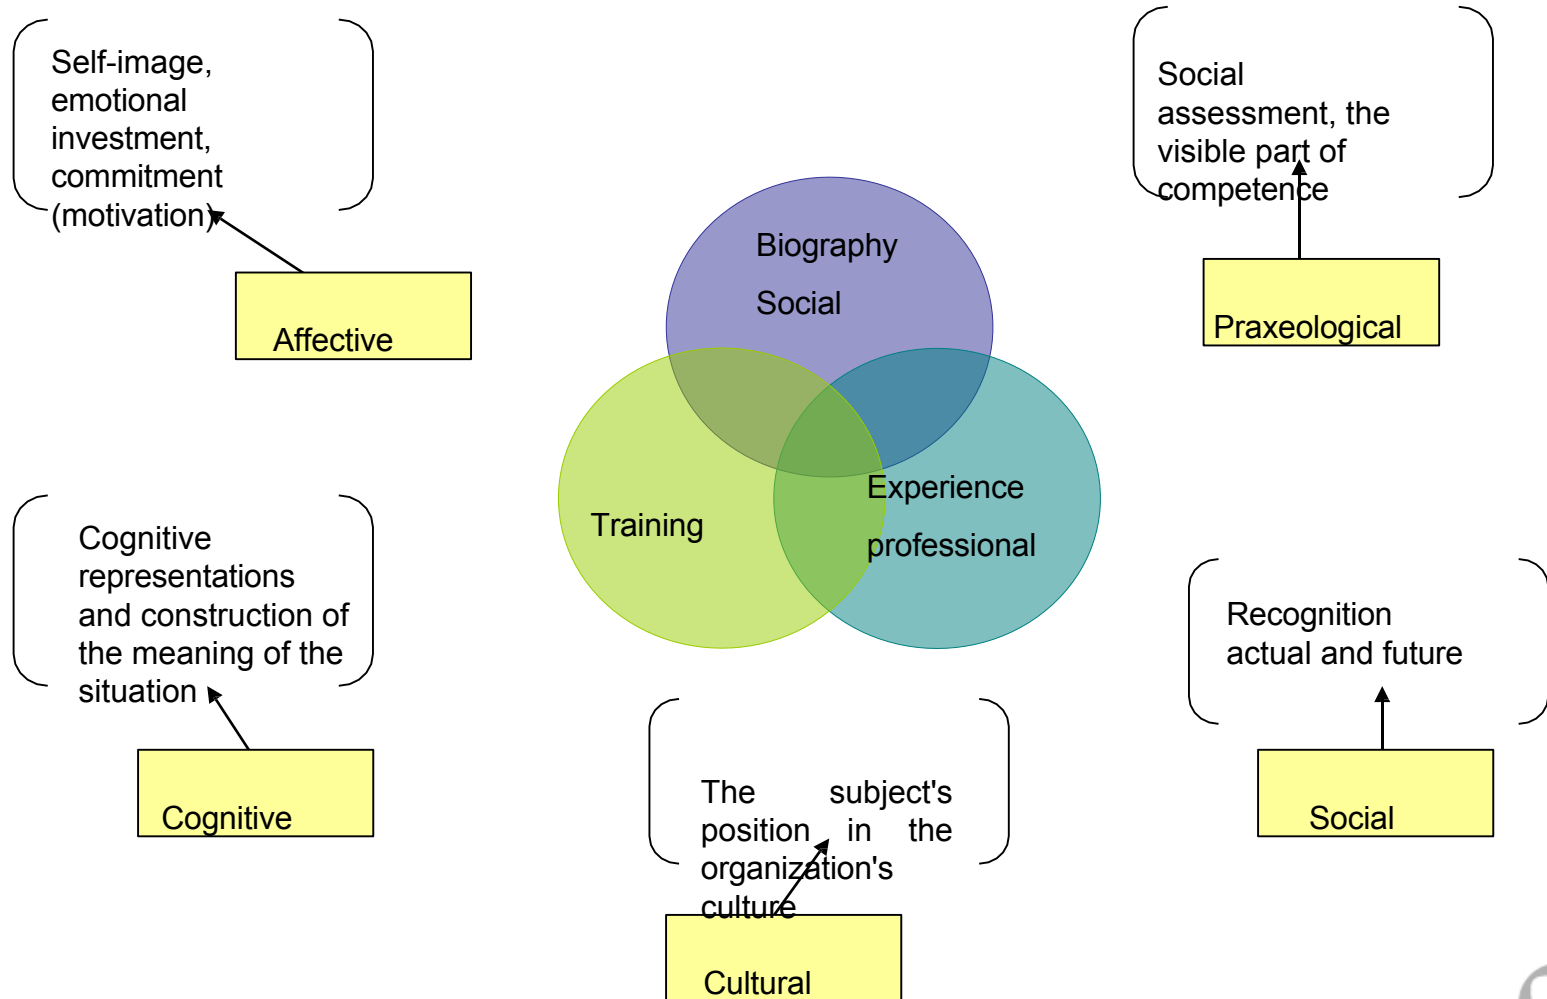 Self-image,
emotional
investment,
commitment
(motivation)
Affective
Social
assessment, the
visible part of
competence
Praxeological
Biography
Social
Training
Experience
professional
Cognitive
representations
and construction of
the meaning of the
situation
Cognitive
The subject's
position in the
organization's
culture
Cultural
Recognition
actual and future
Social